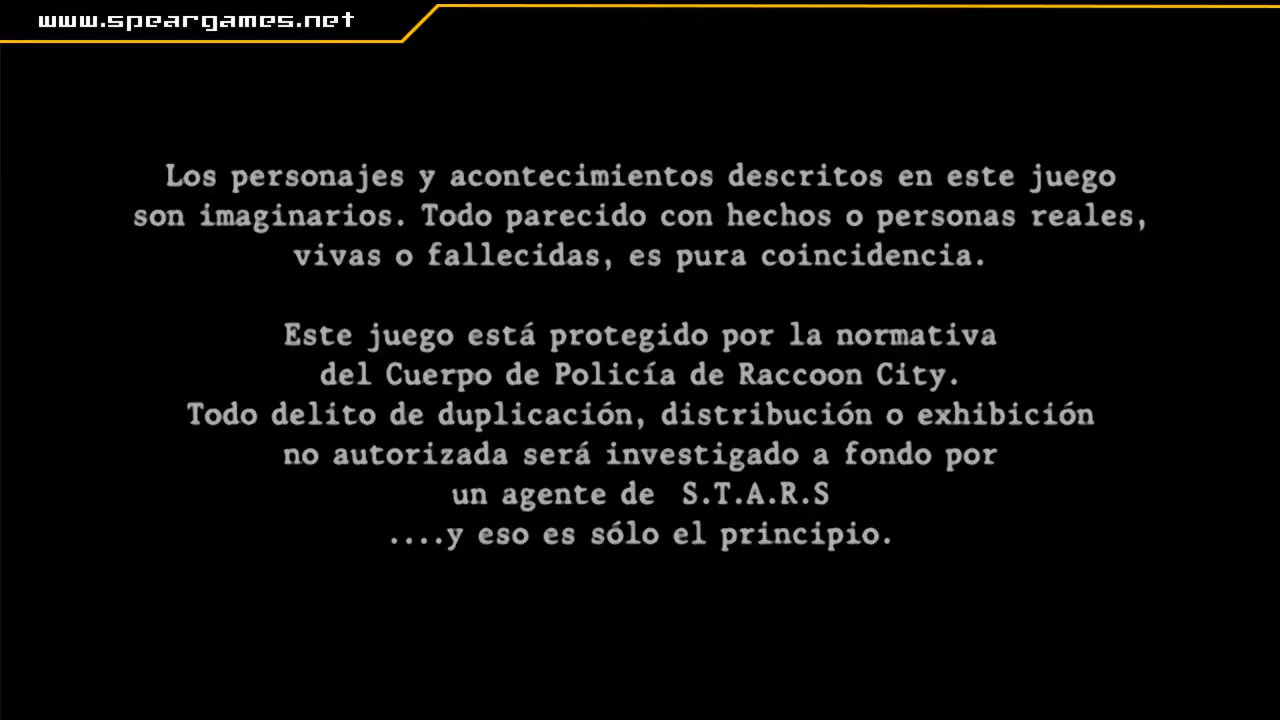 www.speargames.net
Los personajes y acontecimientos descritos en este juego
son imaginarios. Todo parecido con hechos o personas reales,
vivas o fallecidas, es pura coincidencia.
Este juego está protegido por la normativa
del Cuerpo de Policía de Raccoon City.
Todo delito de duplicación, distribución o exhibición
no autorizada será investigado a fondo por
un agente de S.T.A.R.S
....y eso es sólo el principio.